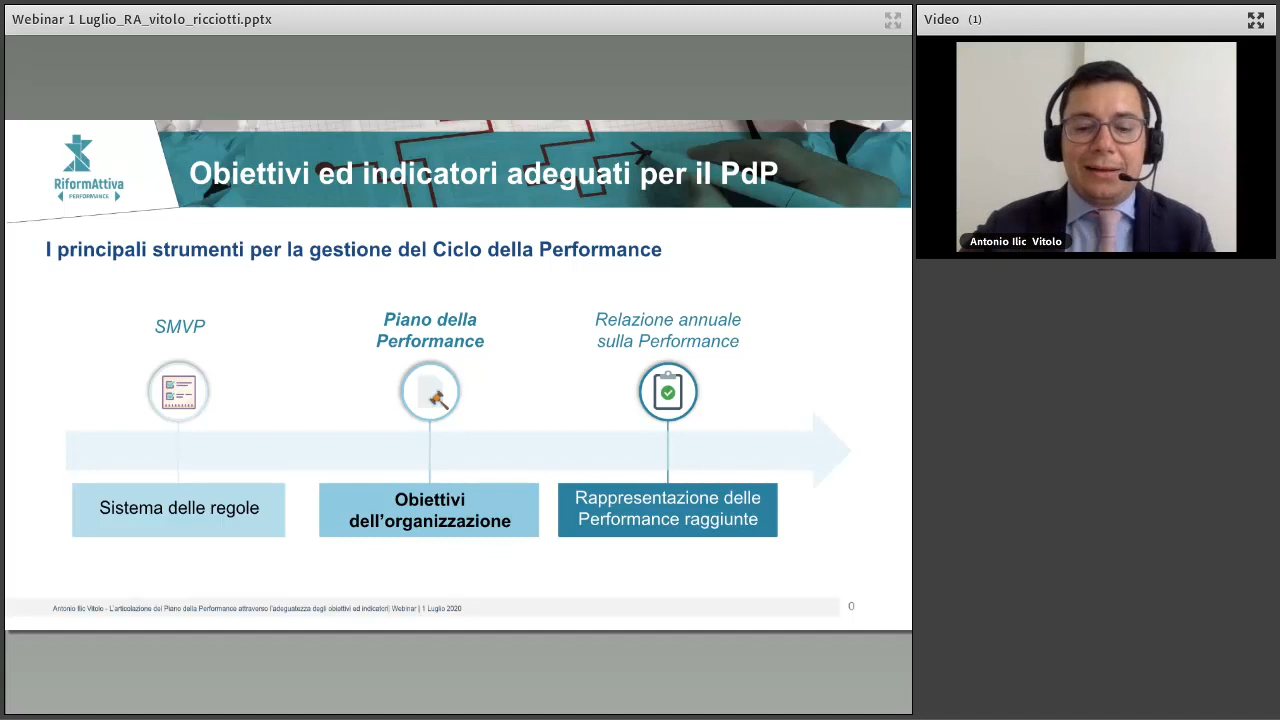 Webinar 1 Luglio_RA_vitolo_ricciotti.pptx
Video (1)
Antonio Ilic Vitolo
RiformAttiva
PERFORMANCE
Obiettivi ed indicatori adeguati per il PdP
I principali strumenti per la gestione del Ciclo della Performance
SMVP
Piano della
Performance
Relazione annuale
sulla Performance
Sistema delle regole
Obiettivi
dell’organizzazione
Rappresentazione delle
Performance raggiunte
Antonio Ilic Vitolo - L’articolazione del Piano della Performance attraverso l’adeguatezza degli obiettivi ed indicatori| Webinar | 1 Luglio 2020
0